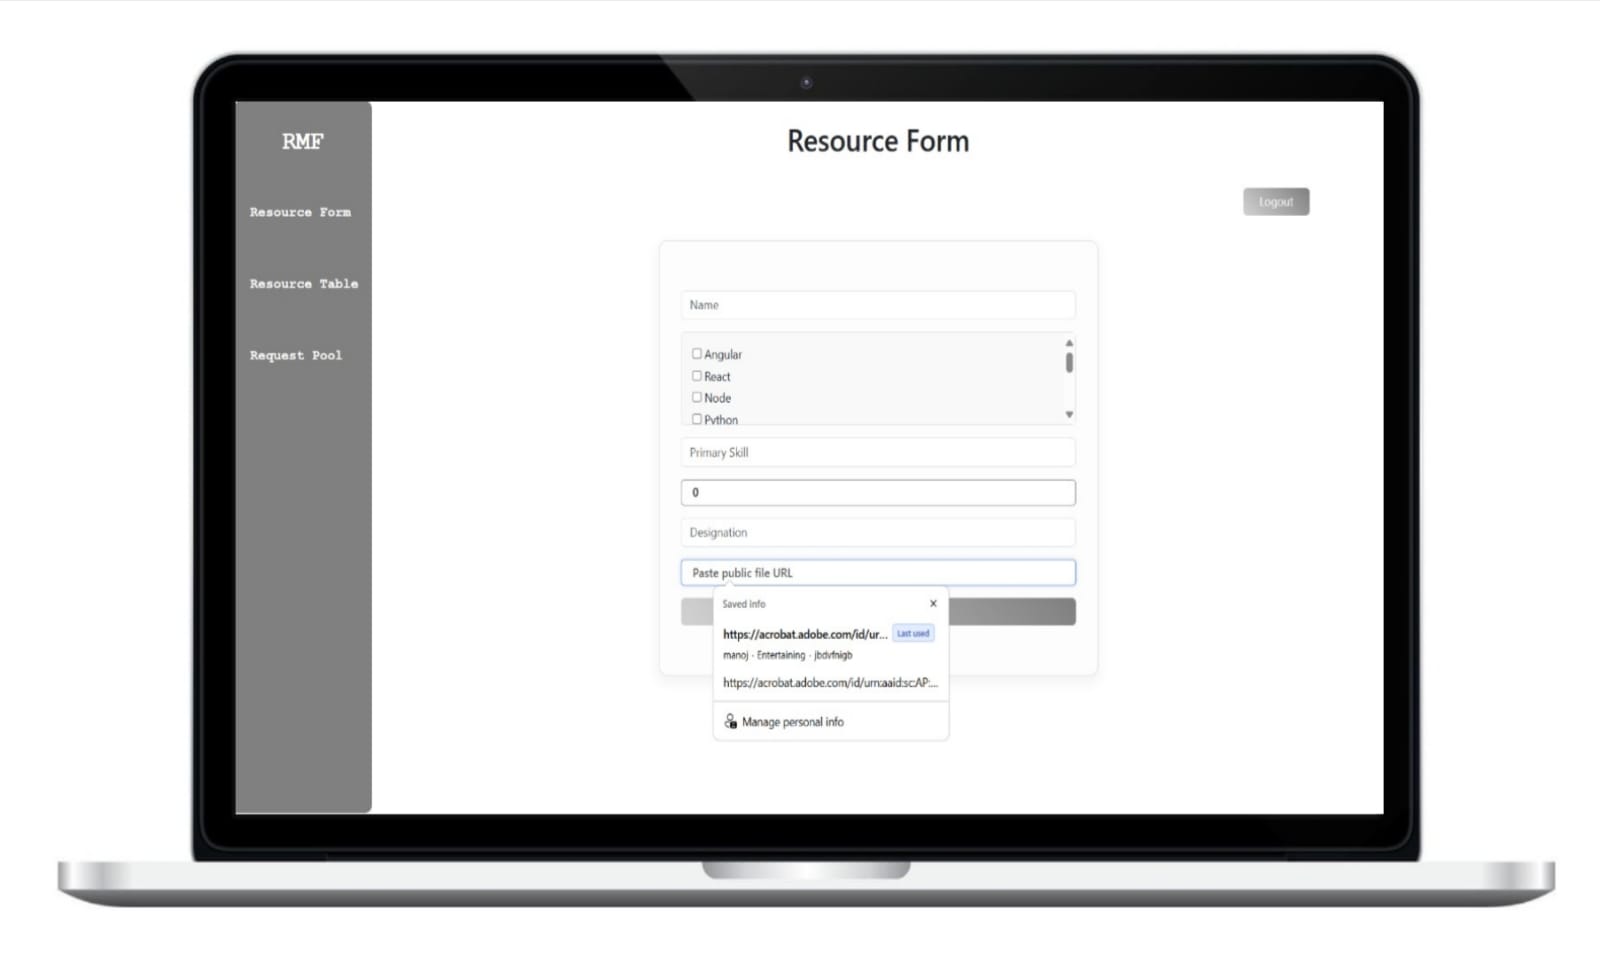 RMF
Resource Form
Resource Table
Request Pool
Resource Form
Logout
Name
Angular
React
Node
Python
Primary Skill
0
Designation
Paste public file URL
Saved info
https://acrobat.adobe.com/id/ur... Last used
manoj · Entertaining · jbdvfnigb
https://acrobat.adobe.com/id/urn:aaid:sc:AP:...
Manage personal info